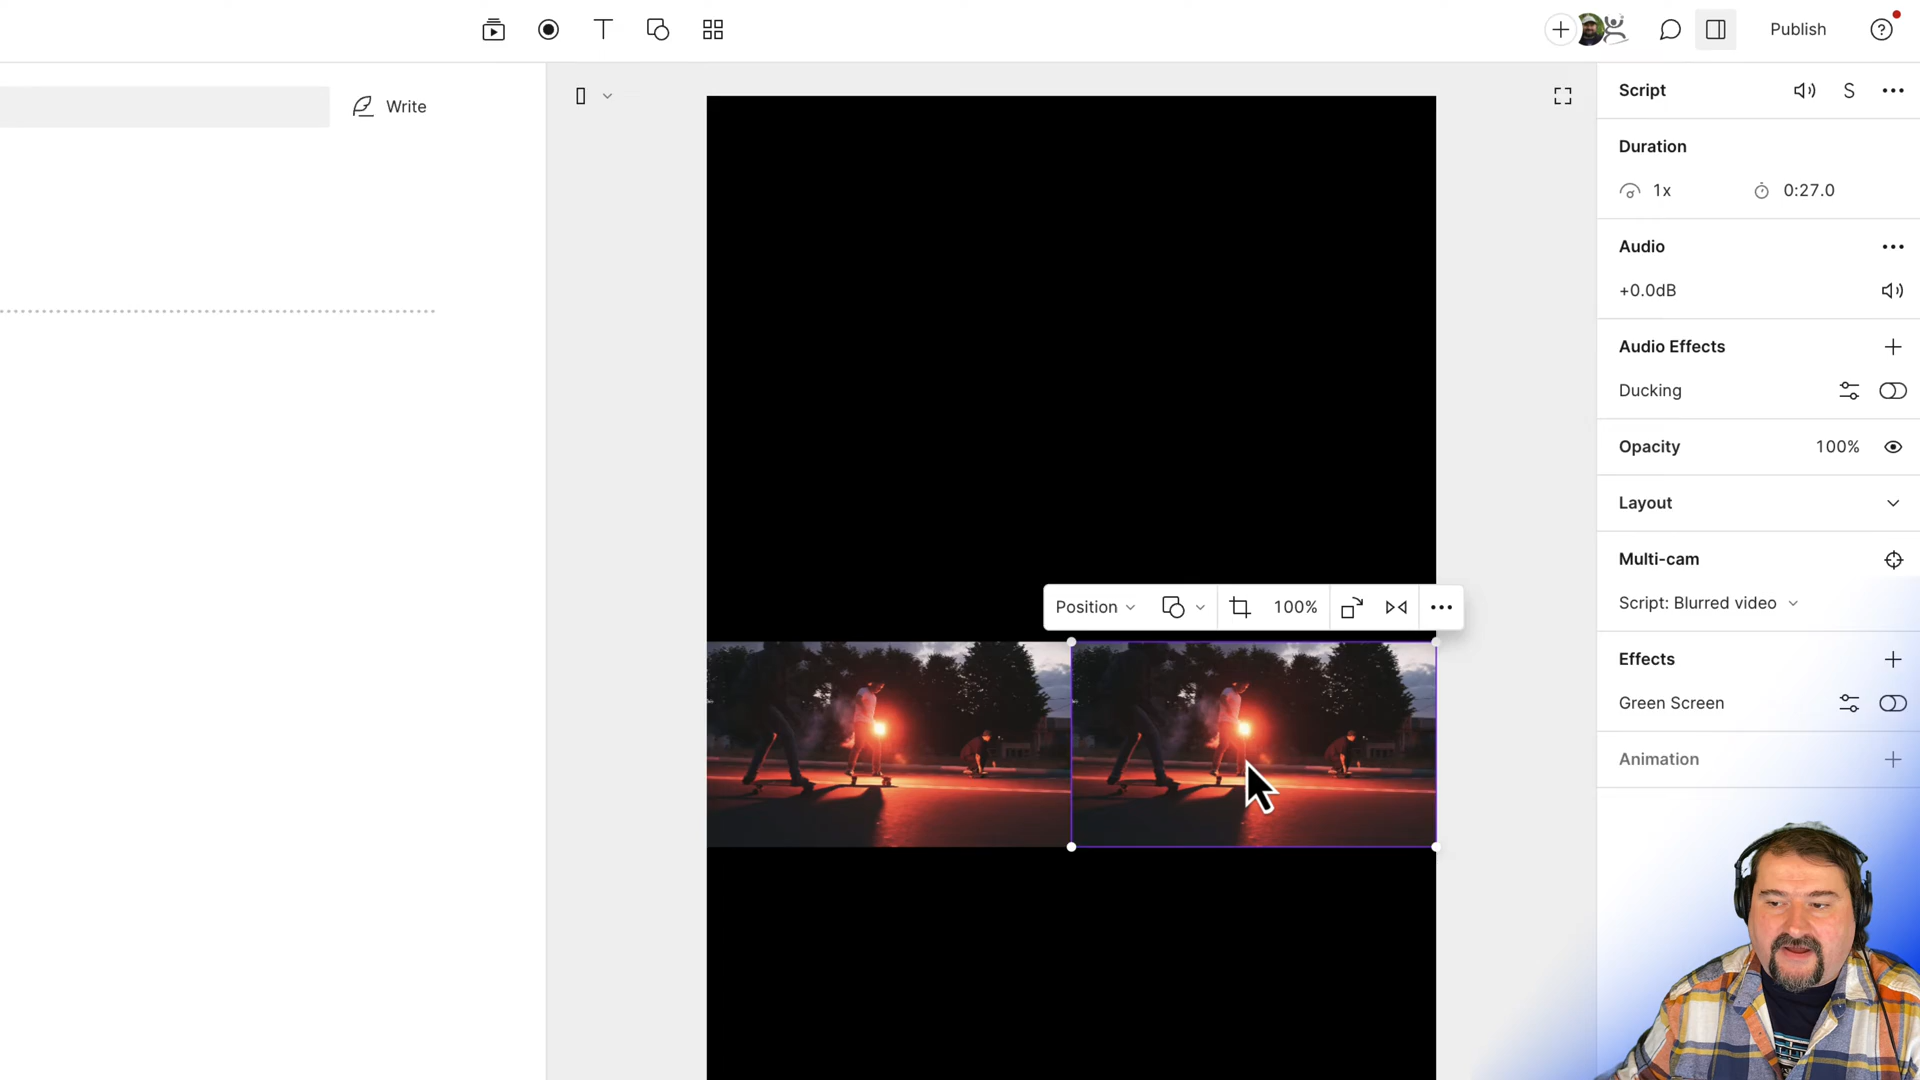 Publish
Write
Script
S
Duration
1x
0:27.0
Audio
+0.0dB
Audio Effects
Ducking
Opacity
100%
Layout
Position
100%
Multi-cam
Script: Blurred video
Effects
Green Screen
Animation